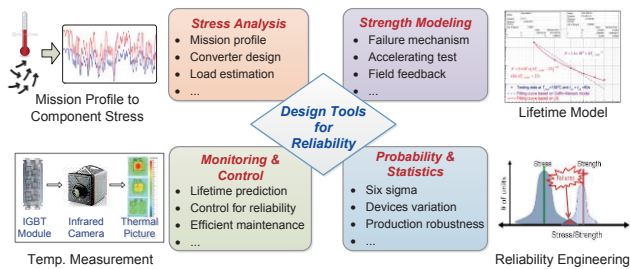 Stress Analysis
• Mission profile
• Converter design
• Load estimation
• ...
Strength Modeling
• Failure mechanism
• Accelerating test
• Field feedback
• ...
Mission Profile to
Component Stress
Design Tools
for
Reliability
Lifetime Model
Monitoring &
Control
• Lifetime prediction
• Control for reliability
• Efficient maintenance
• ...
Probability &
Statistics
• Six sigma
• Devices variation
• Production robustness
• ...
IGBT
Module
Infrared
Camera
Thermal
Picture
Temp. Measurement
Stress
Strength
Failures
# of units
Stress/Strength
Reliability Engineering